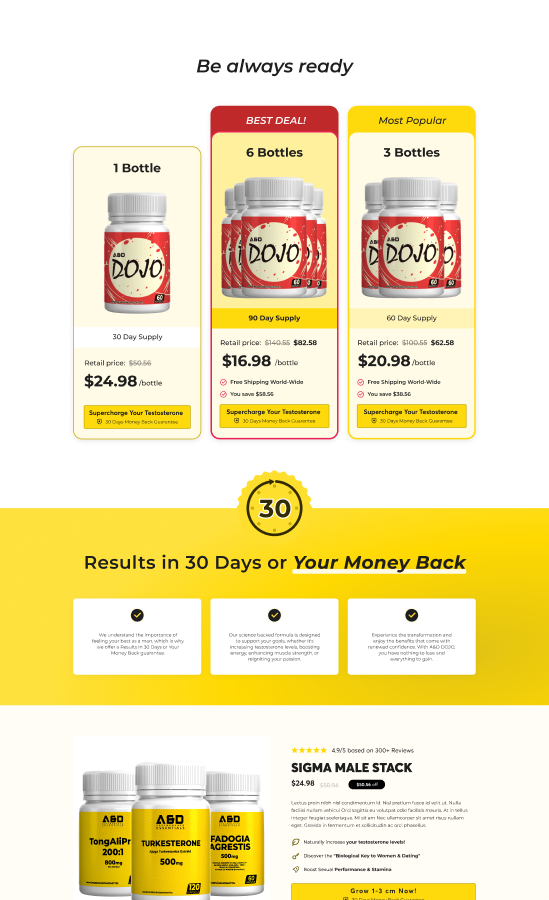 Be always ready
1 Bottle
A&D
DOJO
60
30 Day Supply
Retail price: $50.56
$24.98 /bottle
Supercharge Your Testosterone
30 Days Money Back Guarantee
BEST DEAL!
6 Bottles
A&D
DOJO
60
90 Day Supply
Retail price: $140.55 $82.58
$16.98 /bottle
Free Shipping World-Wide
You save $58.56
Supercharge Your Testosterone
30 Days Money Back Guarantee
Most Popular
3 Bottles
A&D
DOJO
60
60 Day Supply
Retail price: $100.55 $62.58
$20.98 /bottle
Free Shipping World-Wide
You save $38.56
Supercharge Your Testosterone
30 Days Money Back Guarantee
30
Results in 30 Days or Your Money Back
We understand the importance of
feeling your best as a man, which is why
we offer a Results in 30 Days or Your
Money Back guarantee.
Our science-backed formula is designed
to support your goals, whether it's
increasing testosterone levels, boosting
energy, enhancing muscle strength, or
reigniting your passion.
Experience the transformation and
enjoy the benefits that come with
renewed confidence. With A&D DOJO,
you have nothing to lose and
everything to gain.
A&D
TongAliPr
200:1
800mg
A&D
ESSENTIALS
TURKESTERONE
500mg
120
A&D
FADOGIA
AGRESTIS
500mg
4.9/5 based on 300+ Reviews
SIGMA MALE STACK
$24.98 $50.56 $50.56 off
Luctus proin nibh nisl condimentum id. Nisl pretium fusce id velit ut. Nulla
facilisi nullam vehicul Orci sagittis eu volutpat odio facilisis mauris. At in tellus
integer feugiat scelerisque. Mi sit am Nec ullamcorper sit amet risus nullam
eget. Gravida in fermentum et sollicitudin ac orci phasellus.
Naturally Increase your testosterone levels!
Discover the "Biological Key to Women & Dating"
Boost Sexual Performance & Stamina
Grow 1-3 cm Now!